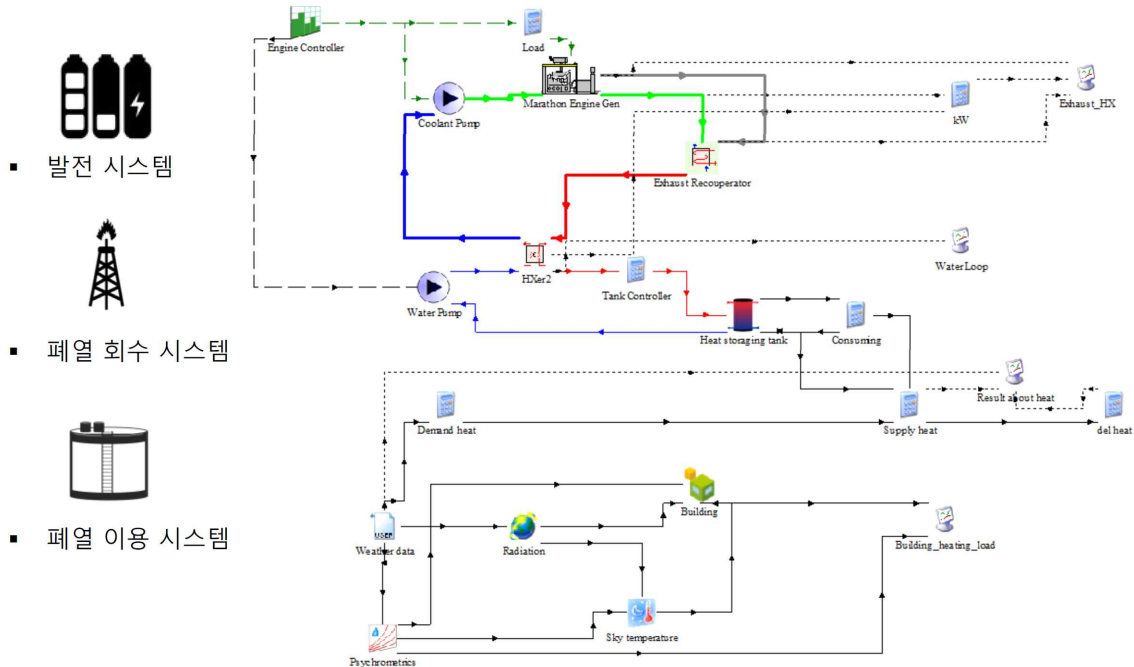 발전 시스템
폐열 회수 시스템
폐열 이용 시스템
Engine Controller
Load
Marathon Engine Gen
Coolant Pump
kW
Exhaust_HX
Exhaust Recouperator
HXer2
Water Loop
Water Pump
Tank Controller
Heat storaging tank
Consuming
Result about heat
Demand heat
Supply heat
del heat
Building
USER
Weather data
Radiation
Building_heating_load
Sky temperature
Psychrometrics